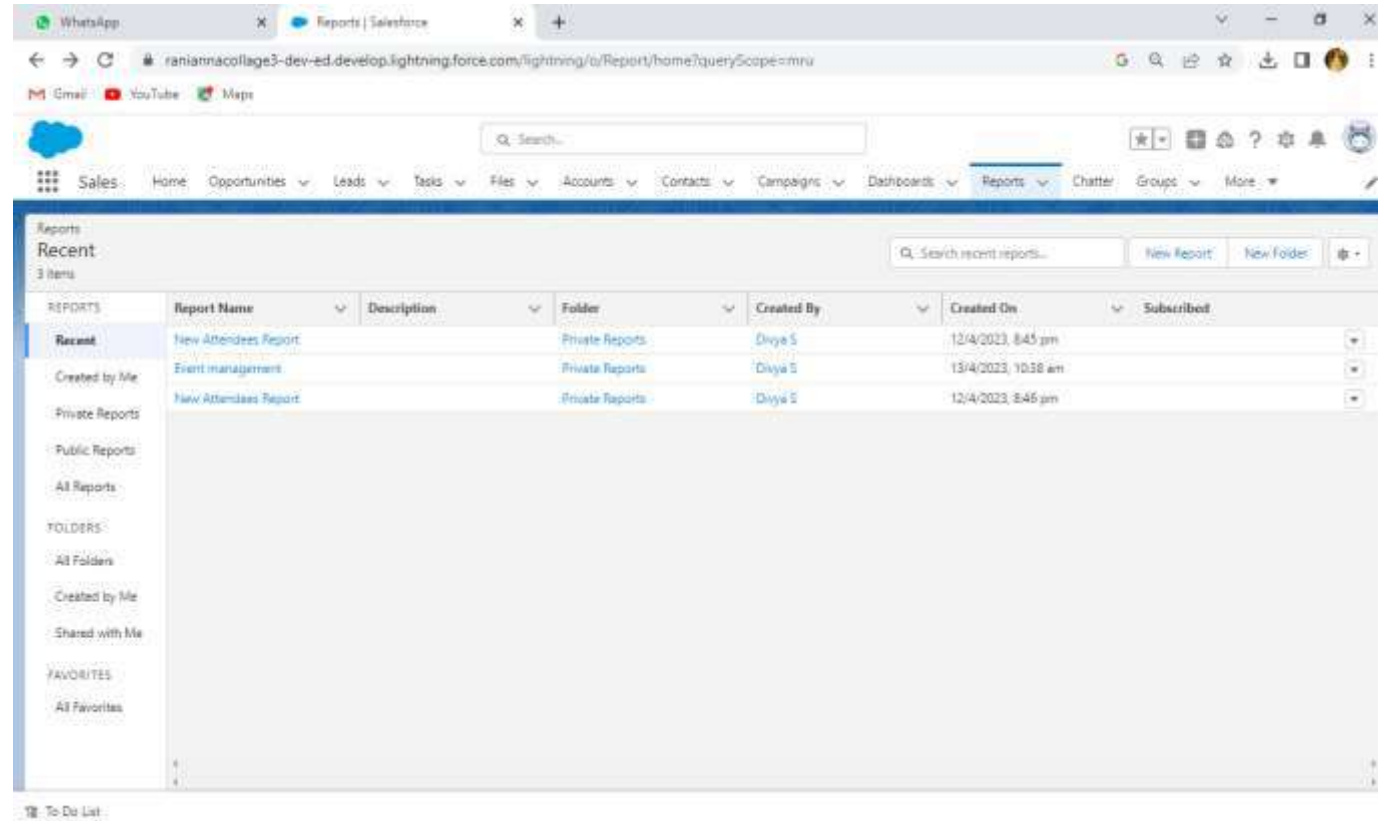 WhatsApp Reports | Salesforce
raniannacollage3-dev-ed.develop.lightning.force.com/lightning/o/Report/home?queryScope=mru
Gmail YouTube Maps
Search...
Sales Home Opportunities Leads Tasks Files Accounts Contacts Campaigns Dashboards Reports Chatter Groups More
Reports
Recent
3 items
Search recent reports...
New Report New Folder
REPORTS
Recent
Created by Me
Private Reports
Public Reports
All Reports
FOLDERS
All Folders
Created by Me
Shared with Me
FAVORITES
All Favorites
Report Name Description Folder Created By Created On Subscribed
New Attendees Report Private Reports Divya S 12/4/2023, 8:45 pm
Event management Private Reports Divya S 13/4/2023, 10:38 am
New Attendees Report Private Reports Divya S 12/4/2023, 8:46 pm
To Do List